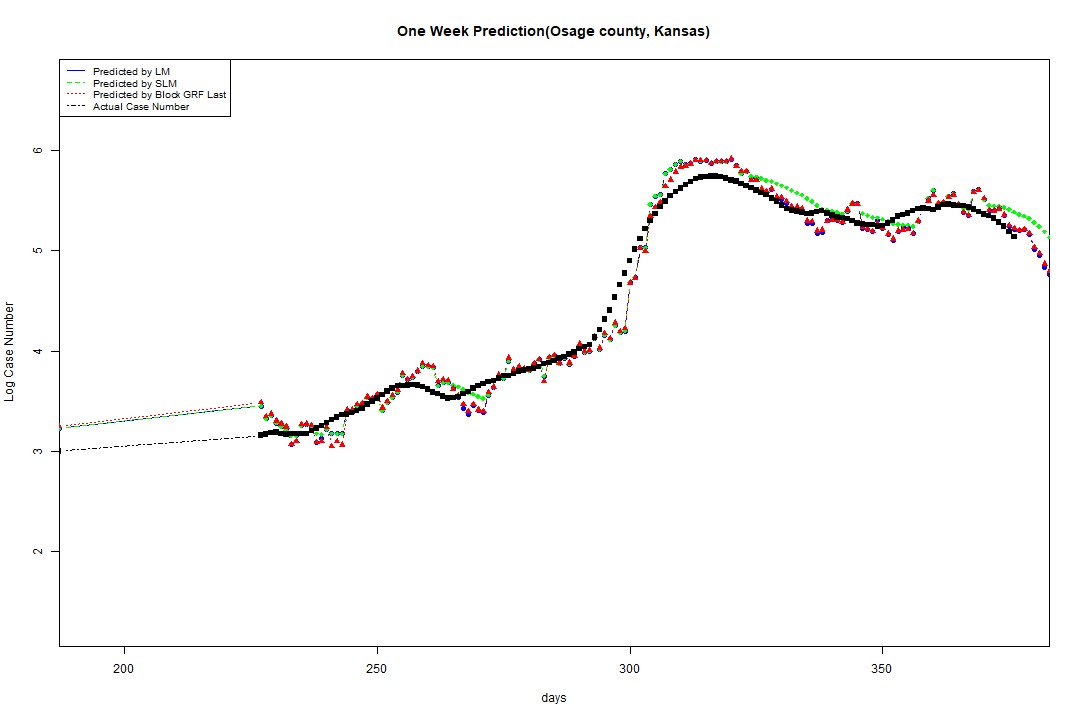 One Week Prediction(Osage county, Kansas)
Predicted by LM
Predicted by SLM
Predicted by Block GRF Last
Actual Case Number
6
5
4
3
2
Log Case Number
200
250
300
350
days